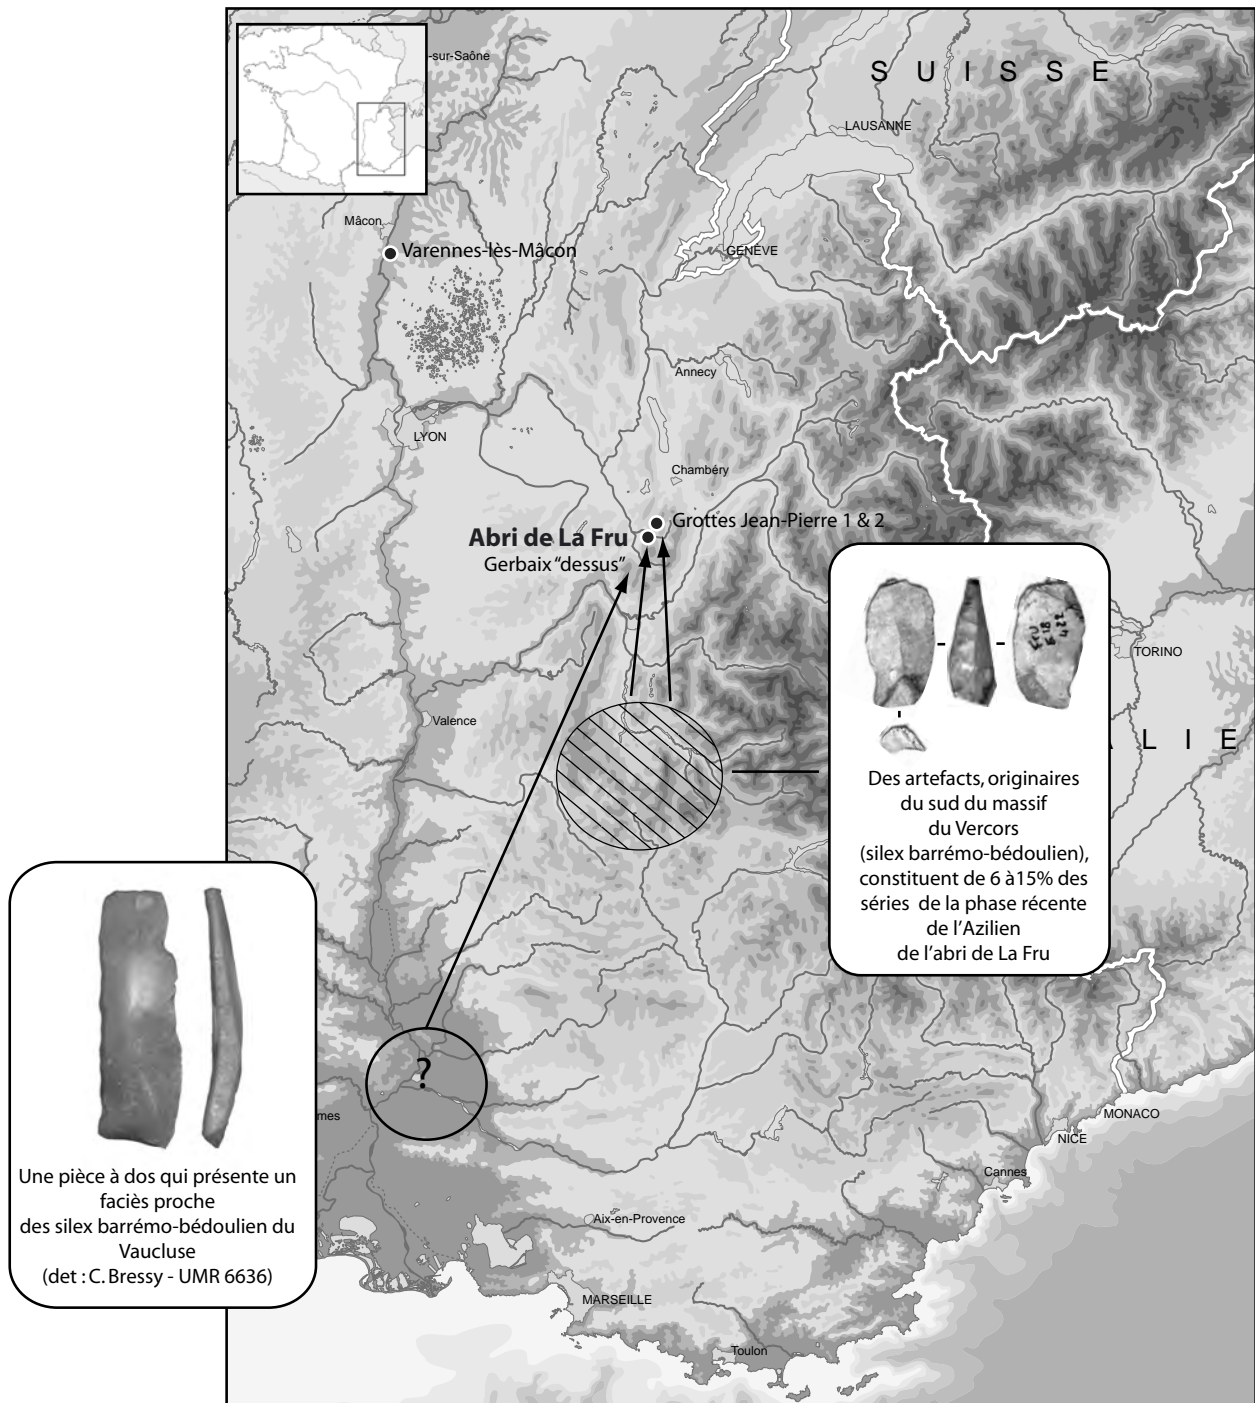 -sur-Saône
S U I S S E
LAUSANNE
Mâcon
Varennes-lès-Mâcon
GENÈVE
Annecy
LYON
Chambéry
Grottes Jean-Pierre 1 & 2
Abri de La Fru
Gerbaix "dessus"
FRU
E 18
422
TORINO
Valence
A L I E
Des artefacts, originaires
du sud du massif
du Vercors
(silex barrémo-bédoulien),
constituent de 6 à15% des
séries de la phase récente
de l'Azilien
de l'abri de La Fru
?
mes
MONACO
NICE
Cannes
Une pièce à dos qui présente un
faciès proche
des silex barrémo-bédoulien du
Vaucluse
(det : C. Bressy - UMR 6636)
Aix-en-Provence
MARSEILLE
Toulon